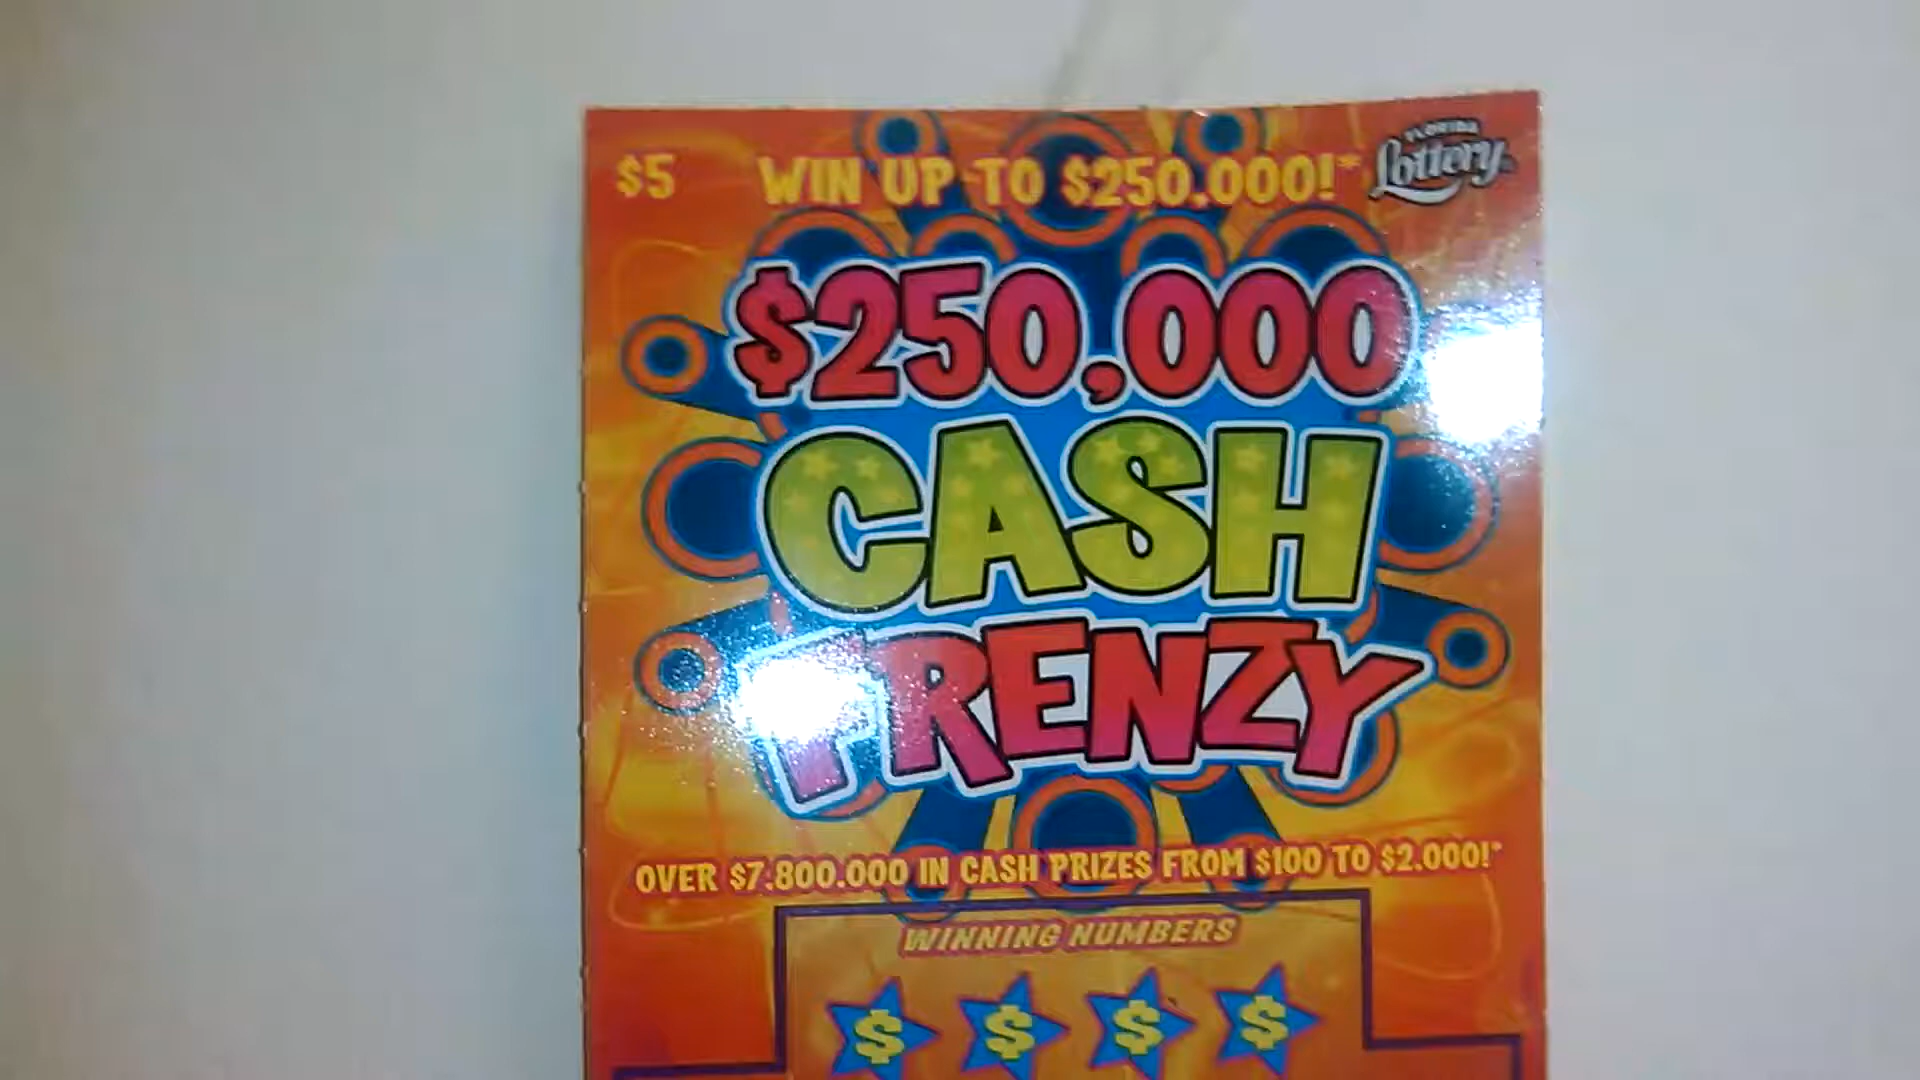 $5 WIN UP TO $250,000!* FLORIDA Lottery
$250,000
CASH
FRENZY
OVER $7,800,000 IN CASH PRIZES FROM $100 TO $2,000!*
WINNING NUMBERS
$ $ $ $